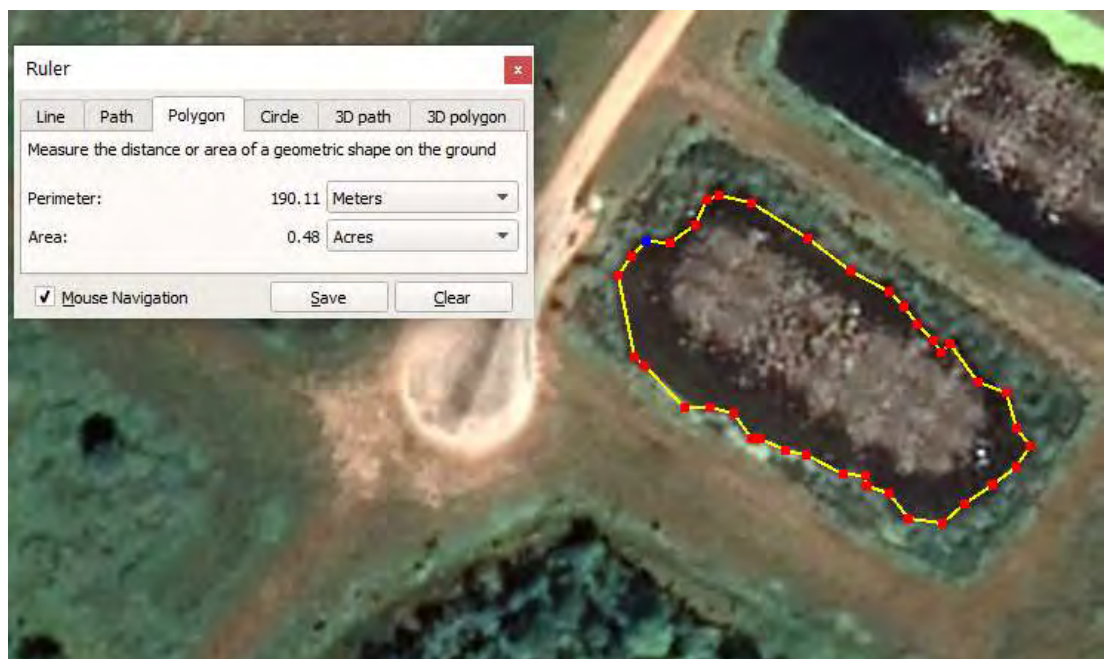 Ruler
Line Path Polygon Circle 3D path 3D polygon
Measure the distance or area of a geometric shape on the ground
Perimeter: 190.11 Meters
Area: 0.48 Acres
Mouse Navigation Save Clear